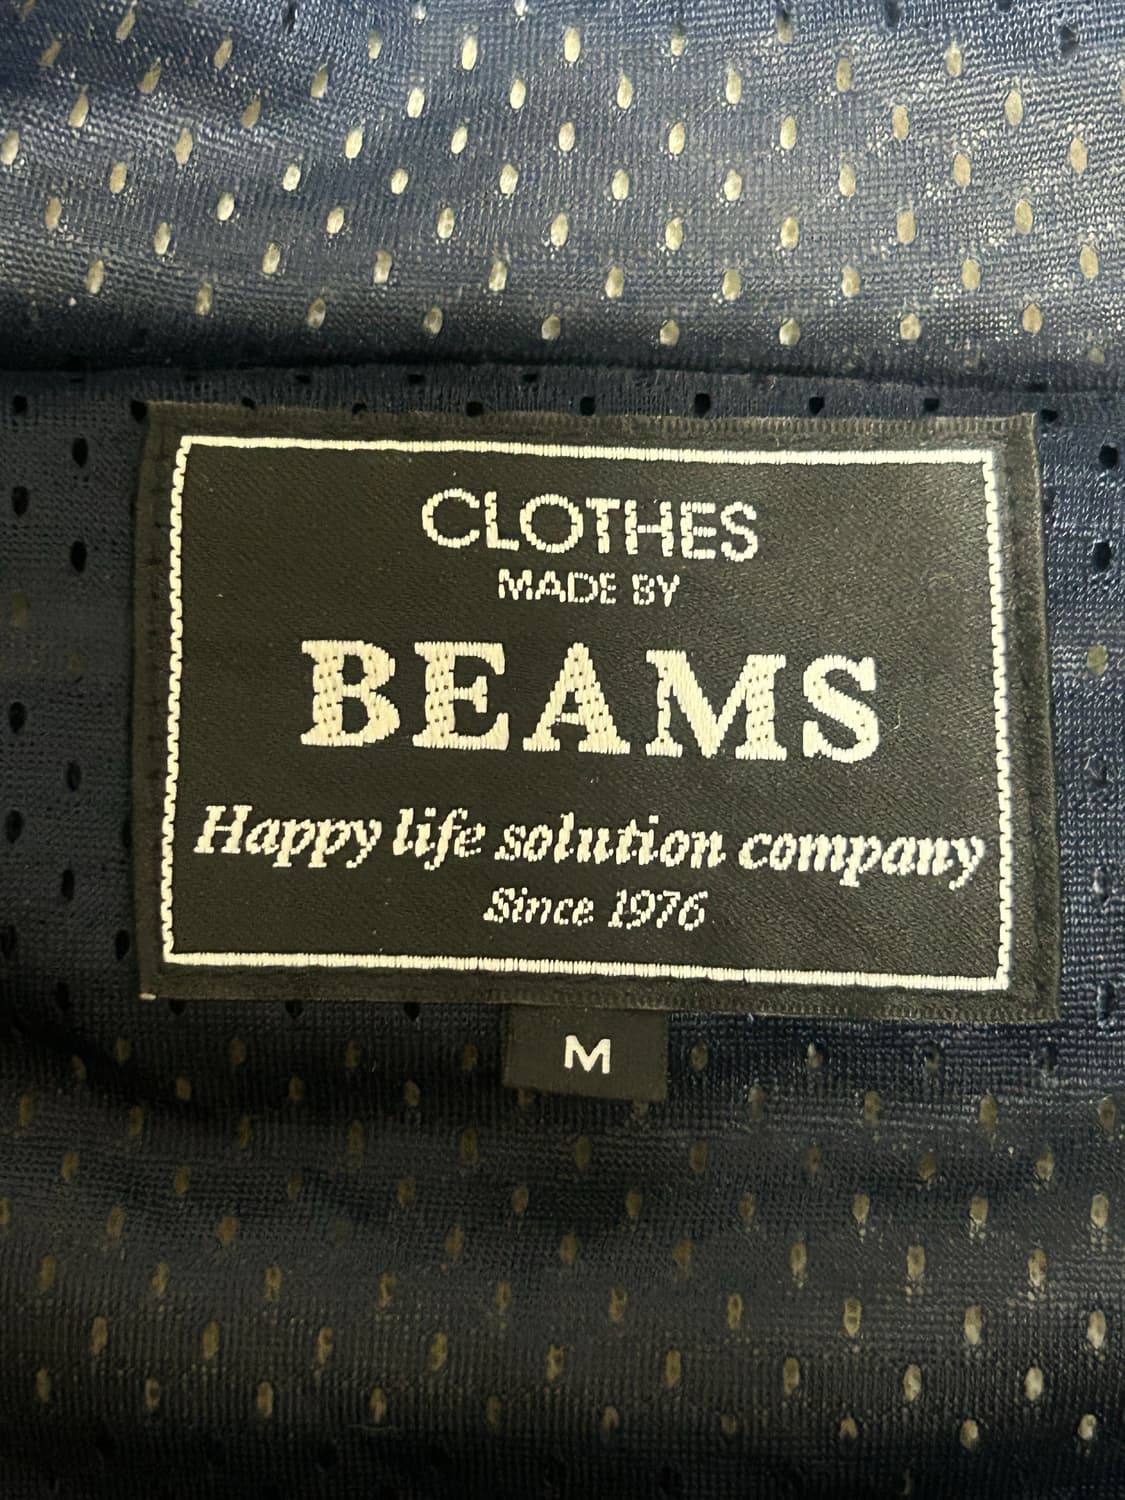 CLOTHES
MADE BY
BEAMS
Happy life solution company
Since 1976
M